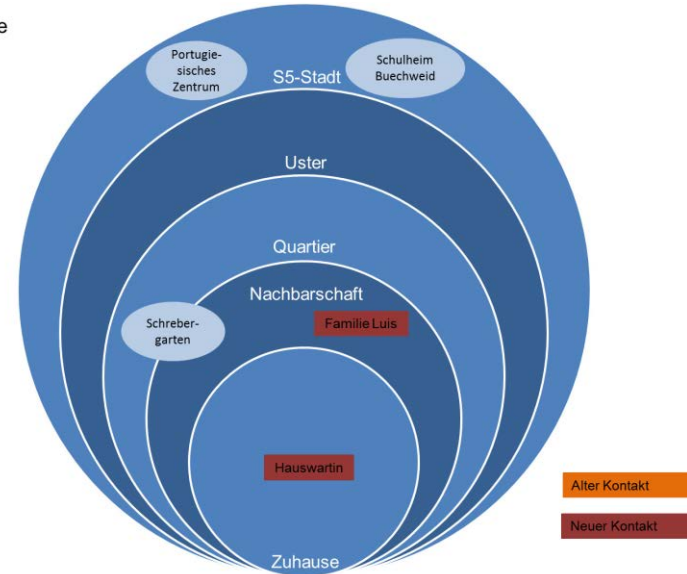 e
Portugie-
sisches
Zentrum
Schulheim
Buechweid
S5-Stadt
Uster
Quartier
Nachbarschaft
Schreber-
garten
Familie Luis
Hauswartin
Alter Kontakt
Neuer Kontakt
Zuhause